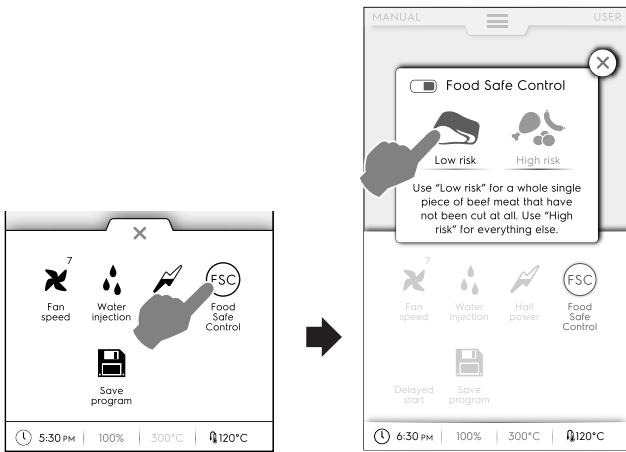 7
Fan
speed
Water
injection
FSC
Food
Safe
Control
Save
program
5:30 PM
100%
300°C
120°C
MANUAL
USER
Food Safe Control
Low risk
High risk
Use "Low risk" for a whole single
piece of beef meat that have
not been cut at all. Use "High
risk" for everything else.
7
Fan
speed
Water
injection
Half
power
FSC
Food
Safe
Control
Delayed
start
Save
program
6:30 PM
100%
300°C
120°C